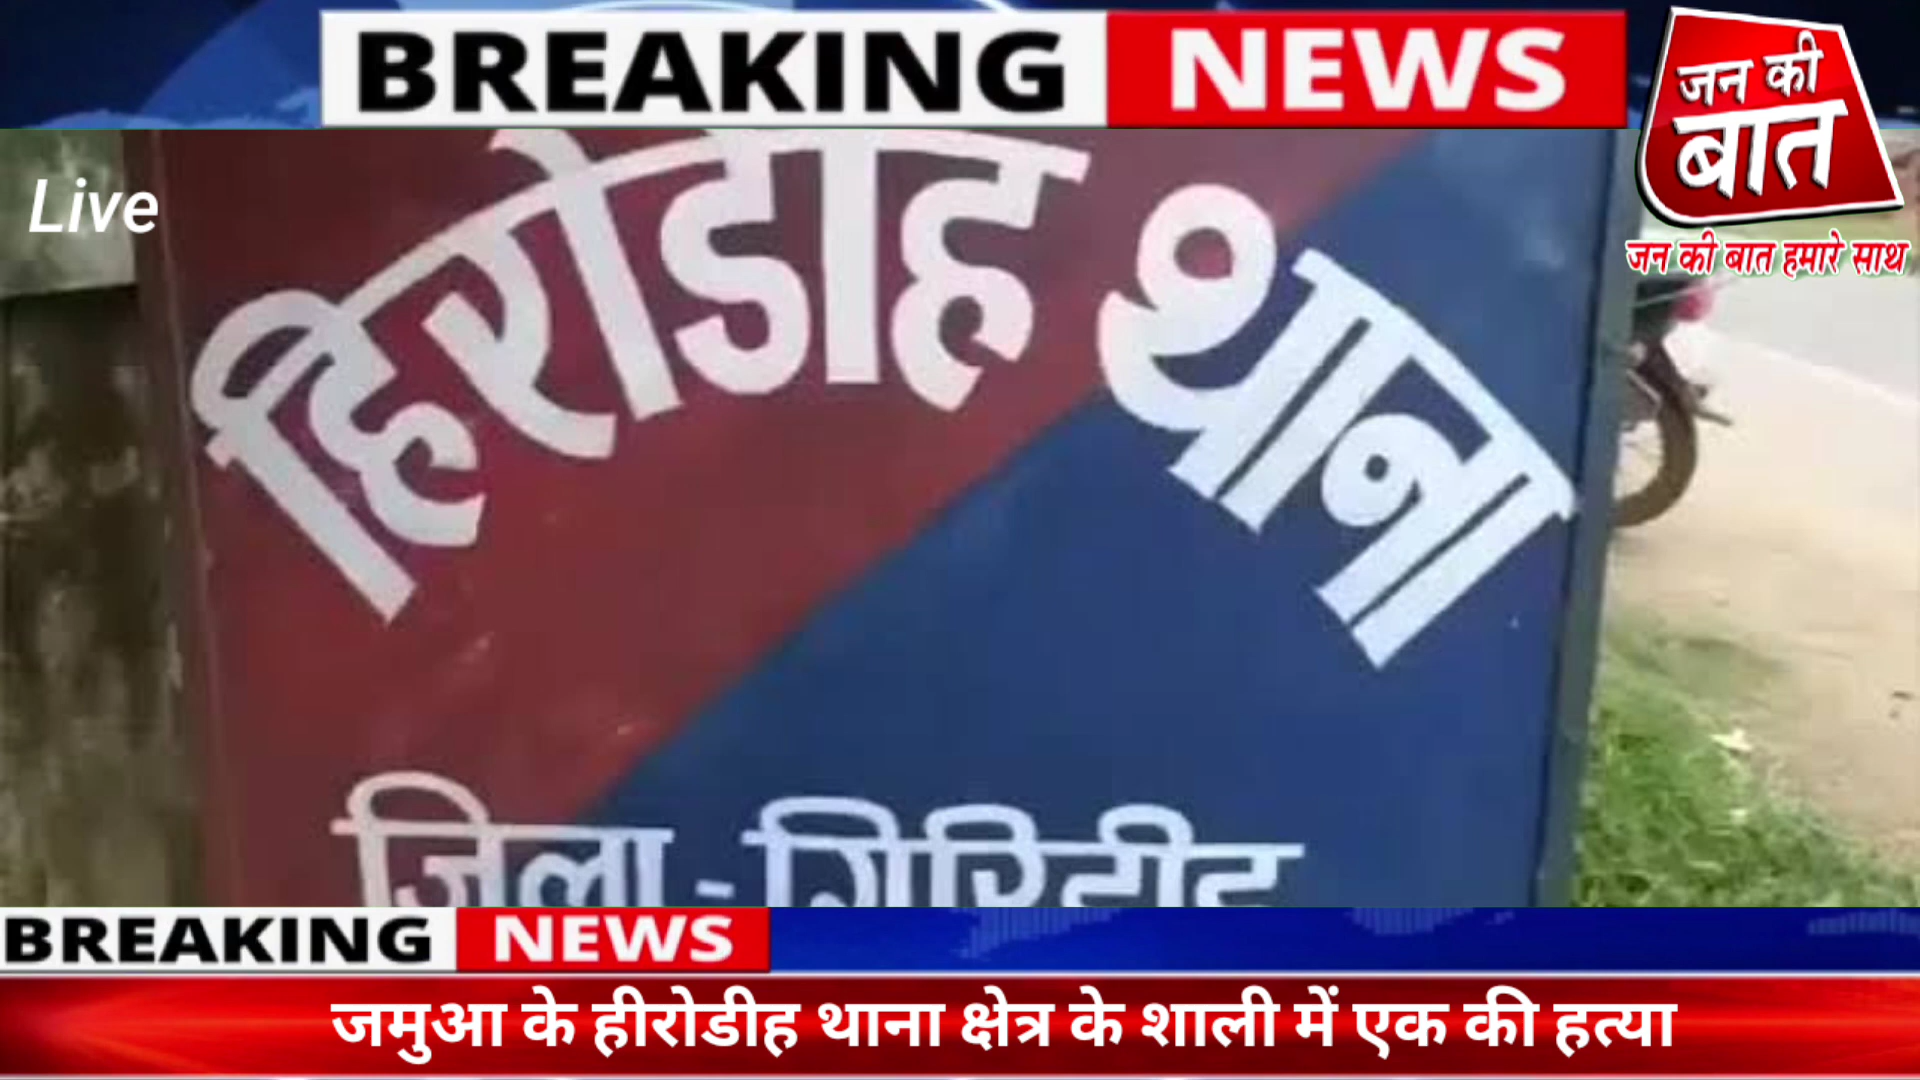 BREAKING NEWS
जन की
बात
जन की बात हमारे साथ
Live
हिरोडीह थाना
जिला - गिरिडीह
BREAKING NEWS
जमुआ के हीरोडीह थाना क्षेत्र के शाली में एक की हत्या